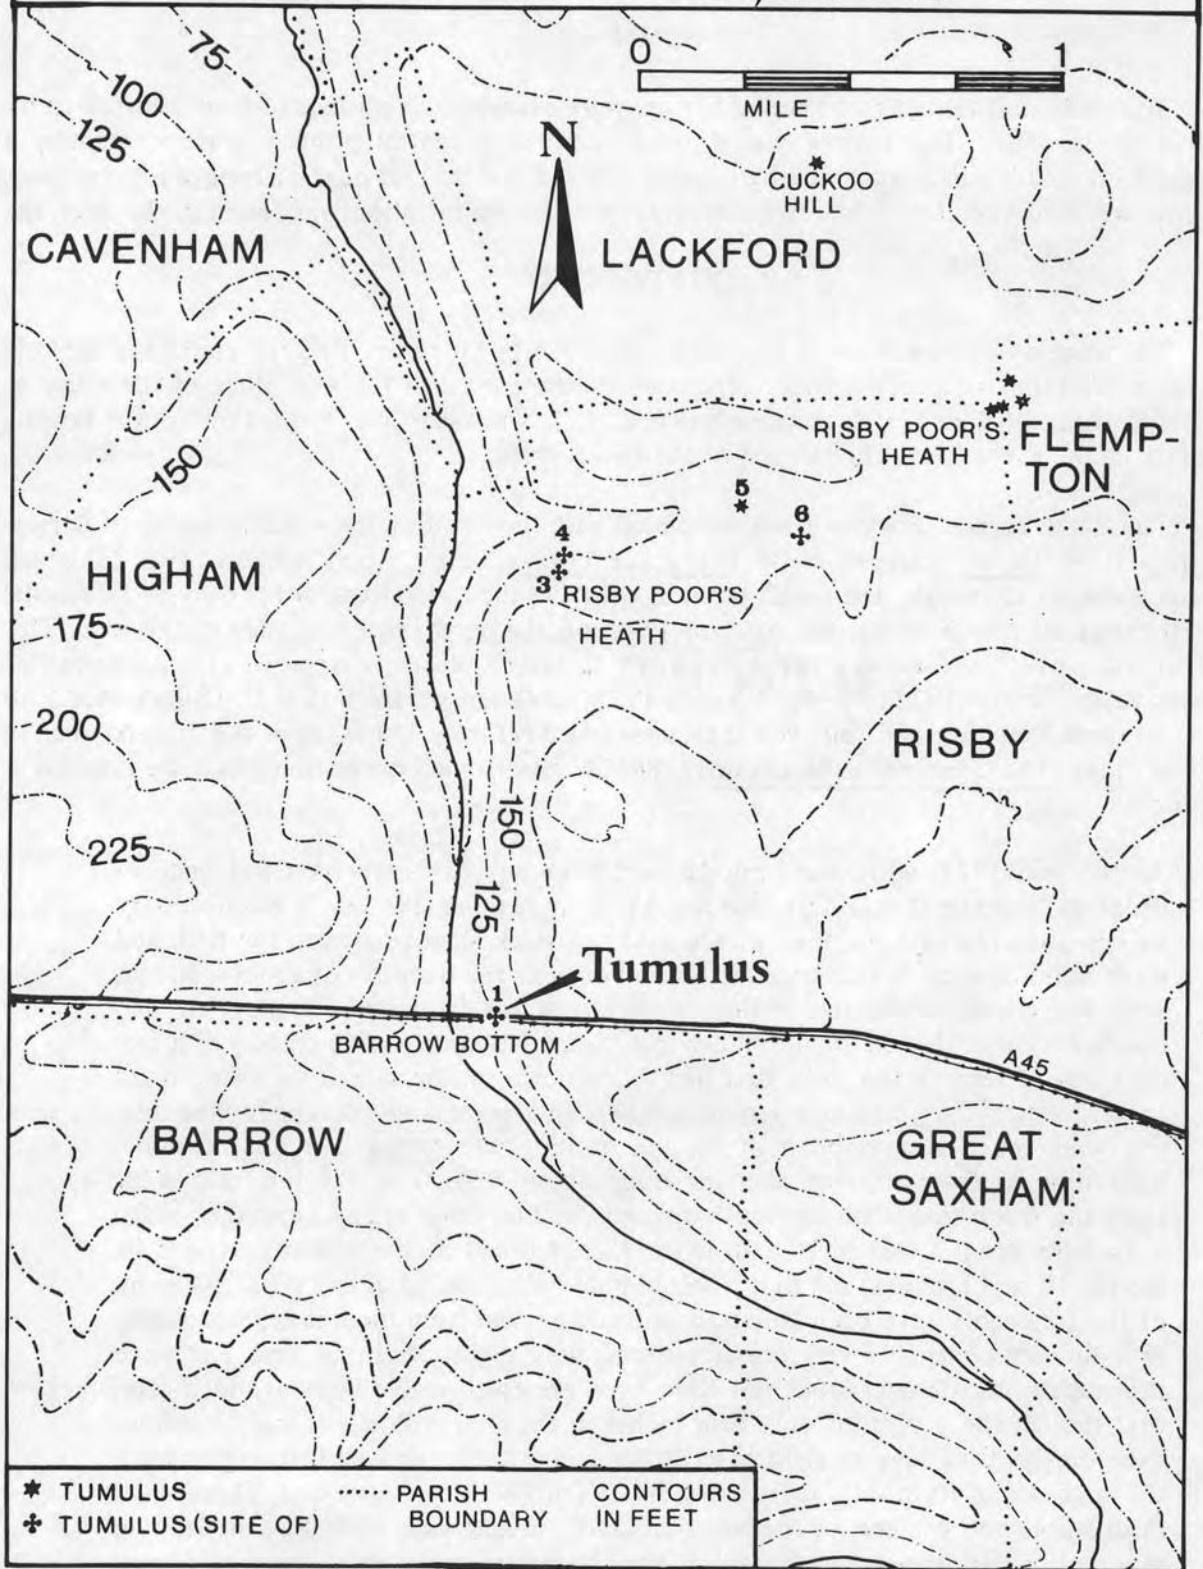 75
100
125
0 1
MILE
N
CUCKOO
HILL
CAVENHAM
LACKFORD
RISBY POOR'S
HEATH
FLEMP-
TON
150
5
6
4
3
HIGHAM
RISBY POOR'S
HEATH
175
200
RISBY
225
150
125
Tumulus
1
BARROW BOTTOM
A45
BARROW
GREAT
SAXHAM
TUMULUS
TUMULUS (SITE OF)
PARISH
BOUNDARY
CONTOURS
IN FEET